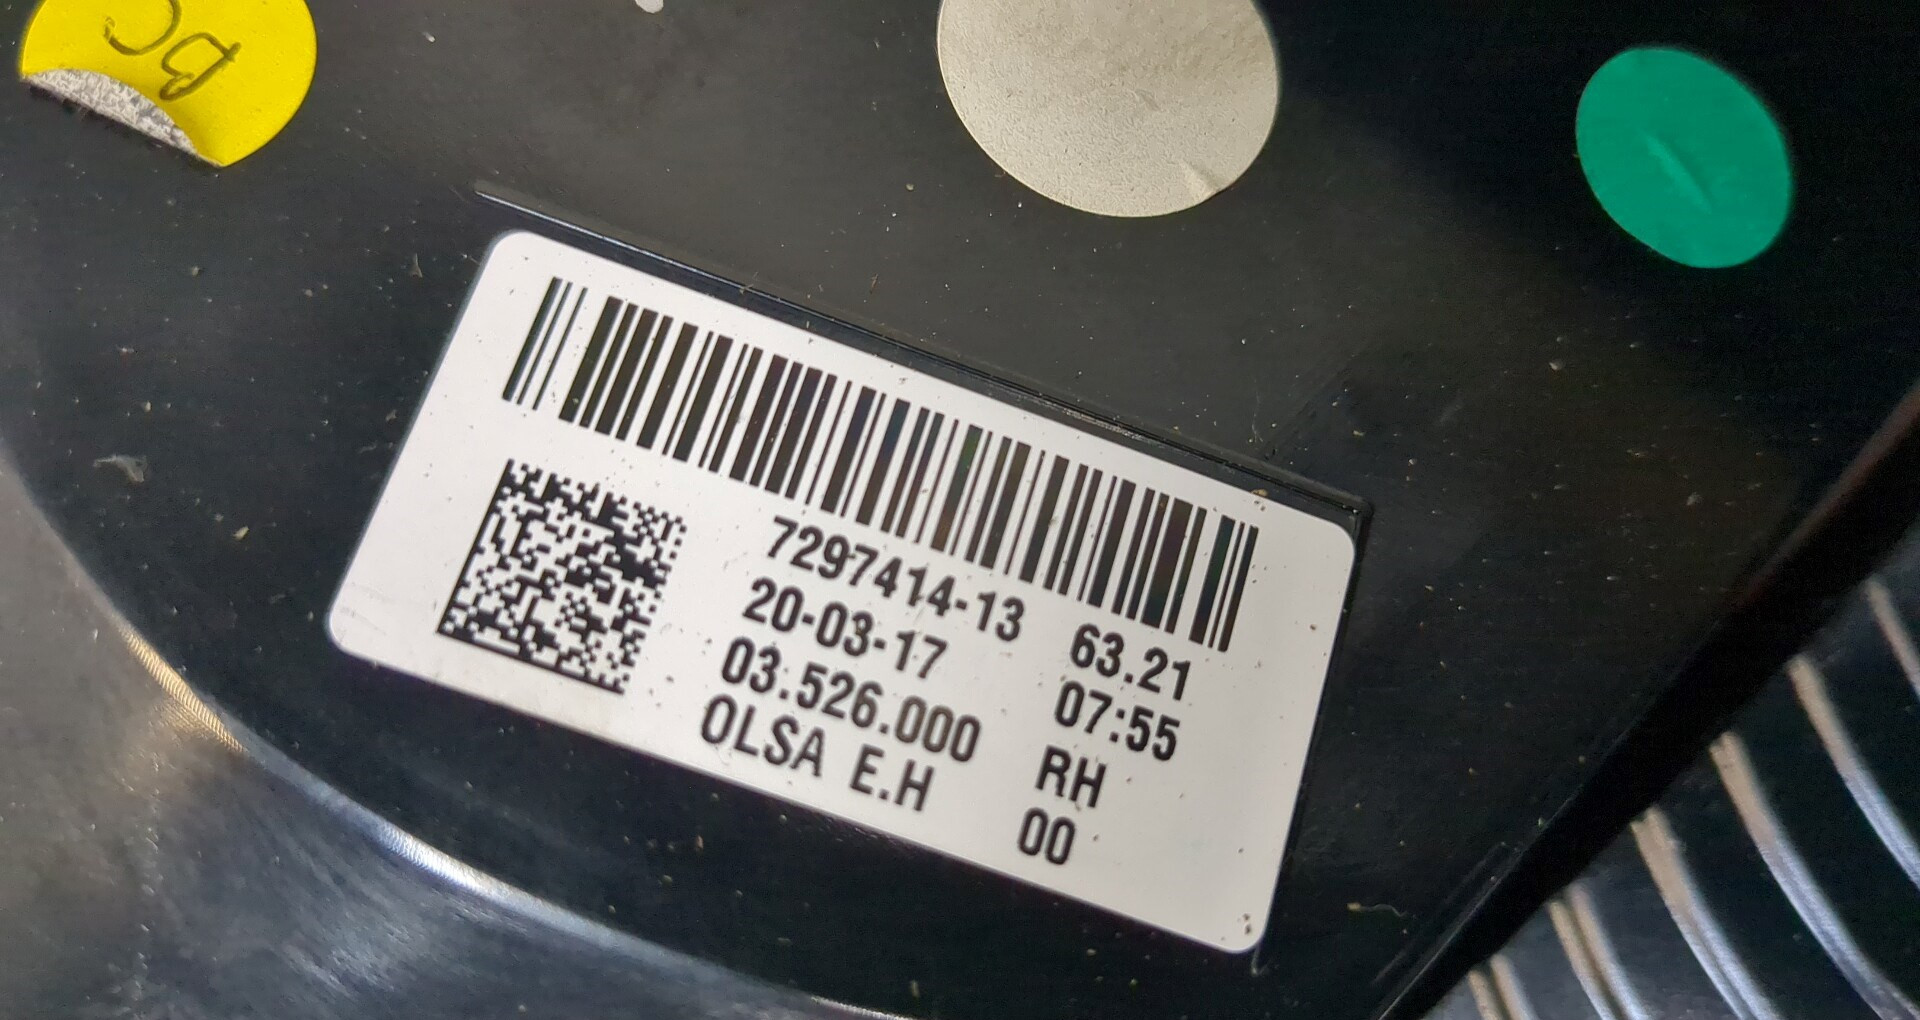 BC
7297414-13 63.21
20-03-17 07:55
03.526.000 RH
OLSA E.H 00